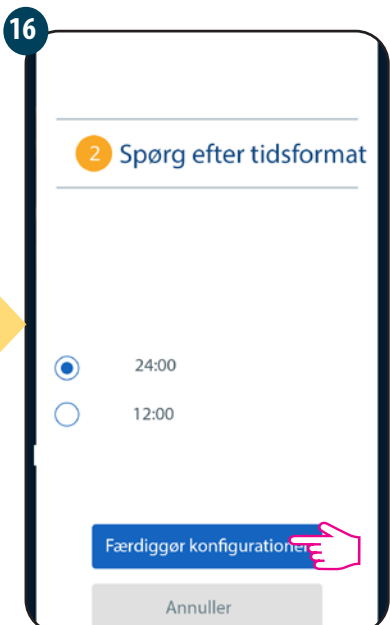 16
2 Spørg efter tidsformat
24:00
12:00
Færdiggør konfigurationen
Annuller